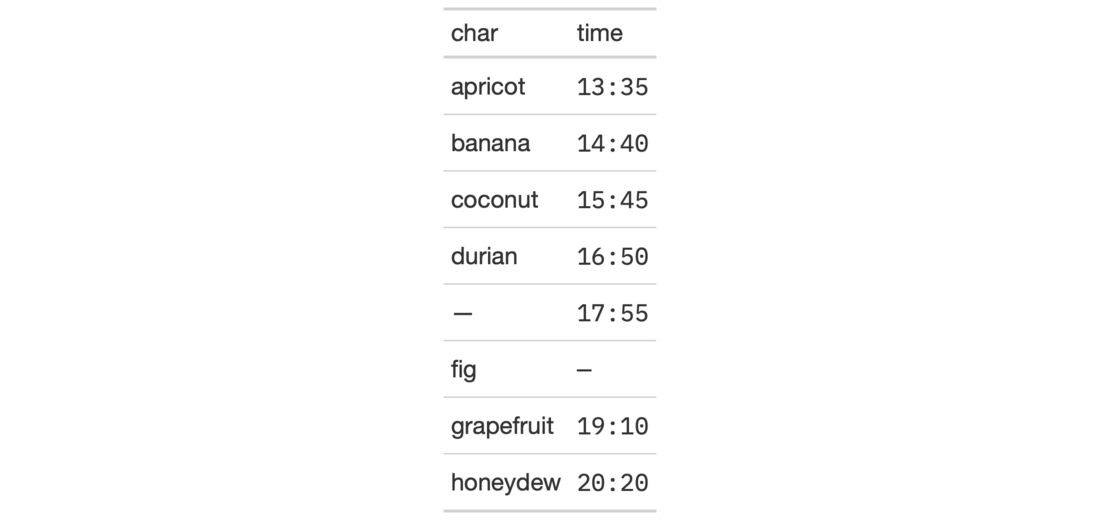 char time
apricot 13:35
banana 14:40
coconut 15:45
durian 16:50
— 17:55
fig —
grapefruit 19:10
honeydew 20:20